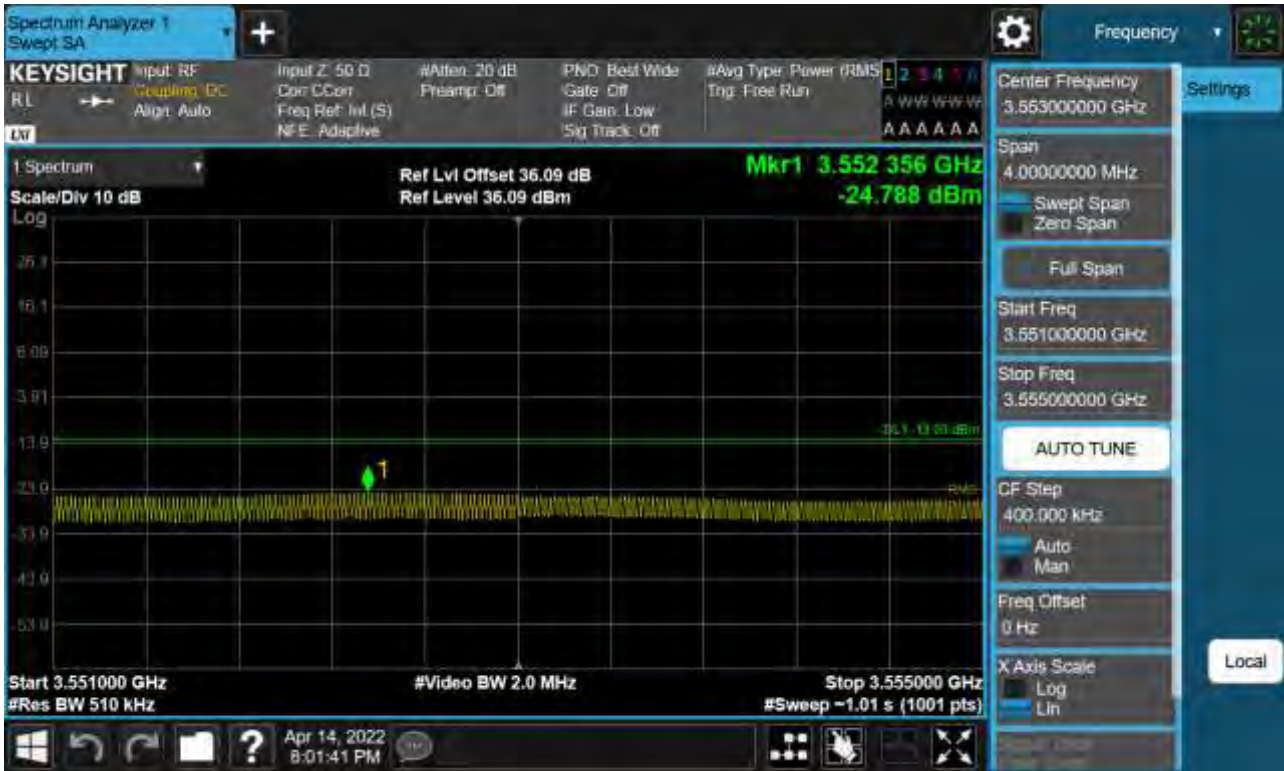 Spectrum Analyzer 1
Swept SA
+
Frequency
KEYSIGHT
RL
Input: RF
Coupling: DC
Align: Auto
Input Z: 50 Ω
Corr CCorr
Freq Ref: Int (S)
NFE: Adaptive
#Atten: 20 dB
Preamp: Off
PNO: Best Wide
Gate: Off
IF Gain: Low
Sig Track: Off
#Avg Type: Power (RMS
Trig: Free Run
1 2 3 4 5 6
A W W W W W
A A A A A A
LXI
1 Spectrum
Scale/Div 10 dB
Log
Ref Lvl Offset 36.09 dB
Ref Level 36.09 dBm
Mkr1 3.552 356 GHz
-24.788 dBm
26.1
16.1
6.09
-3.91
-13.9
-23.9
-33.9
-43.9
-53.9
1
RMS
Start 3.551000 GHz
#Res BW 510 kHz
#Video BW 2.0 MHz
Stop 3.555000 GHz
#Sweep ~1.01 s (1001 pts)
Center Frequency
3.553000000 GHz
Settings
Span
4.00000000 MHz
Swept Span
Zero Span
Full Span
Start Freq
3.551000000 GHz
Stop Freq
3.555000000 GHz
AUTO TUNE
CF Step
400.000 kHz
Auto
Man
Freq Offset
0 Hz
X Axis Scale
Log
Lin
Local
?
Apr 14, 2022
8:01:41 PM